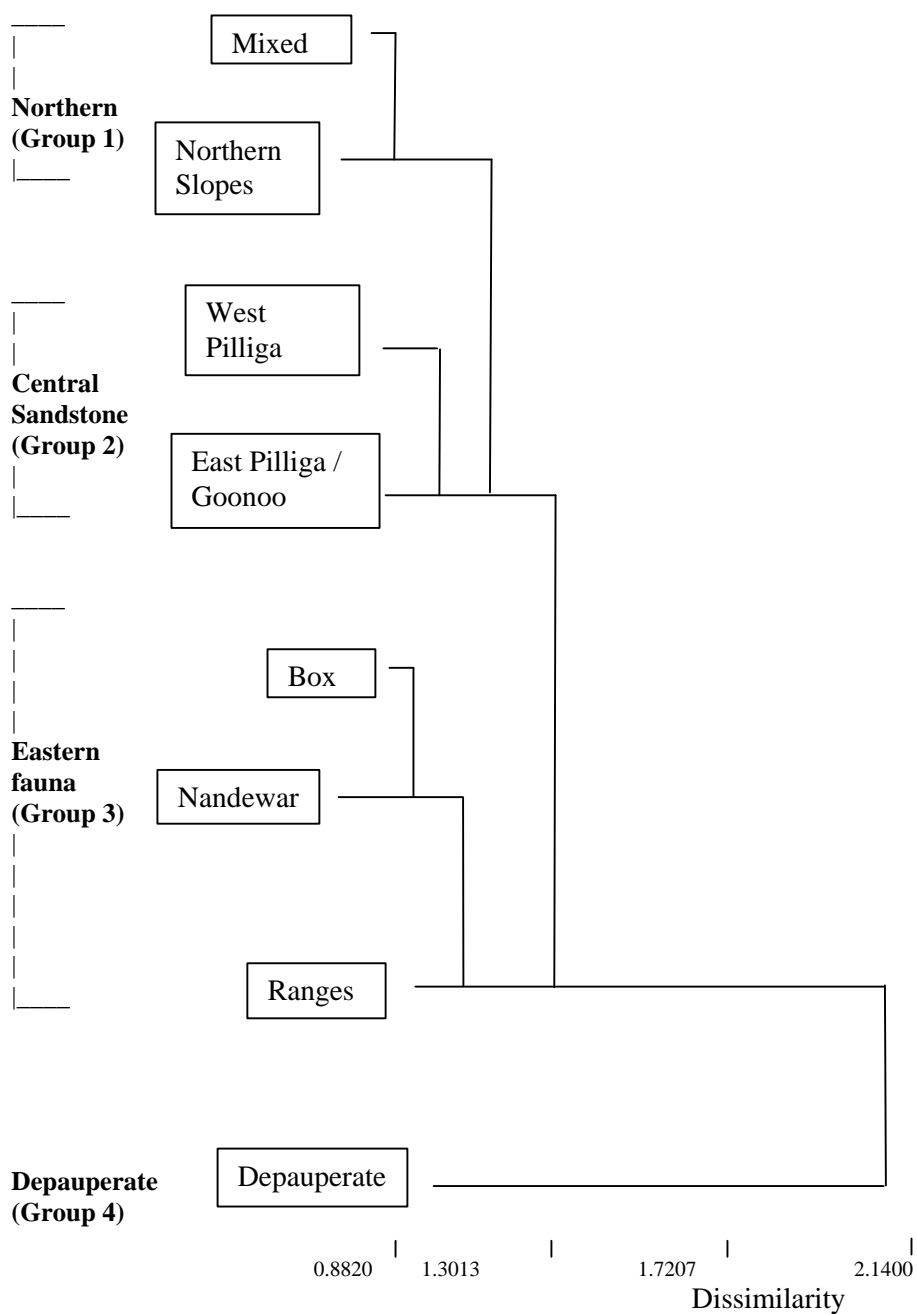 Mixed
Northern
(Group 1)
Northern
Slopes
West
Pilliga
Central
Sandstone
(Group 2)
East Pilliga /
Goonoo
Box
Eastern
fauna
(Group 3)
Nandewar
Ranges
Depauperate
(Group 4)
Depauperate
0.8820 1.3013 1.7207 2.1400
Dissimilarity